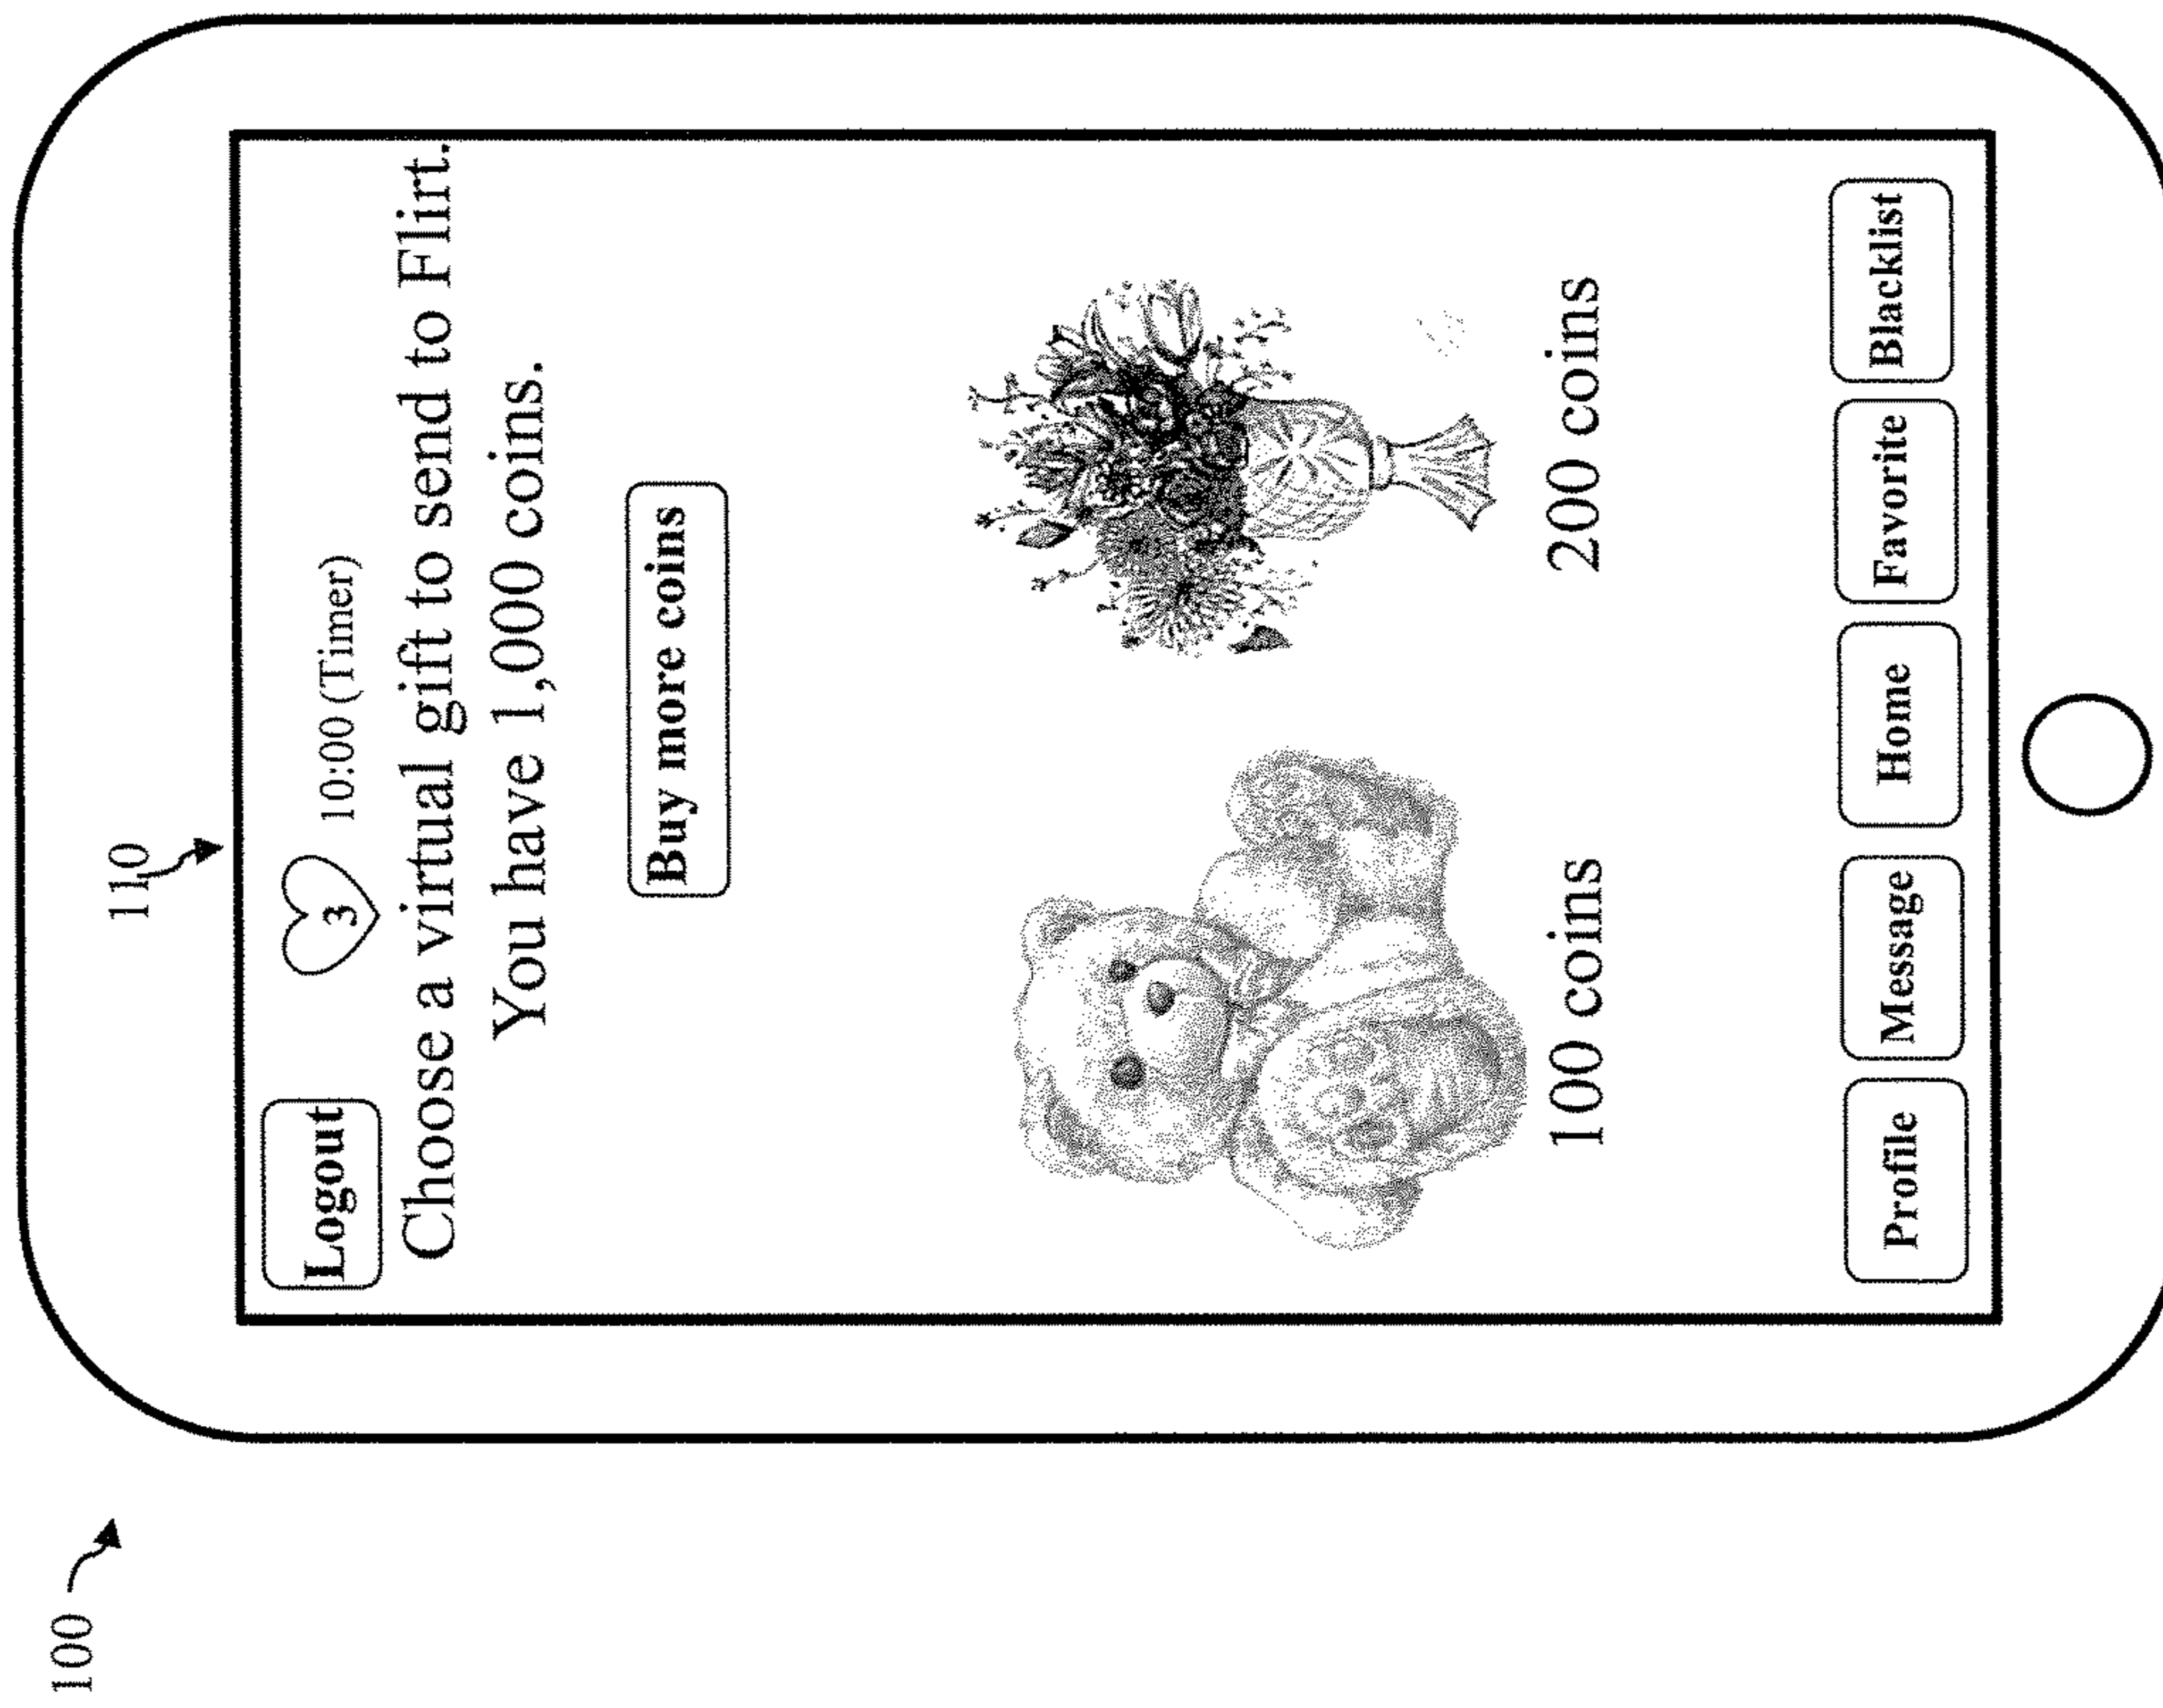 100
110
Logout
3
10:00 (Timer)
Choose a virtual gift to send to Flirt.
You have 1,000 coins.
Buy more coins
100 coins
200 coins
Profile
Message
Home
Favorite
Blacklist